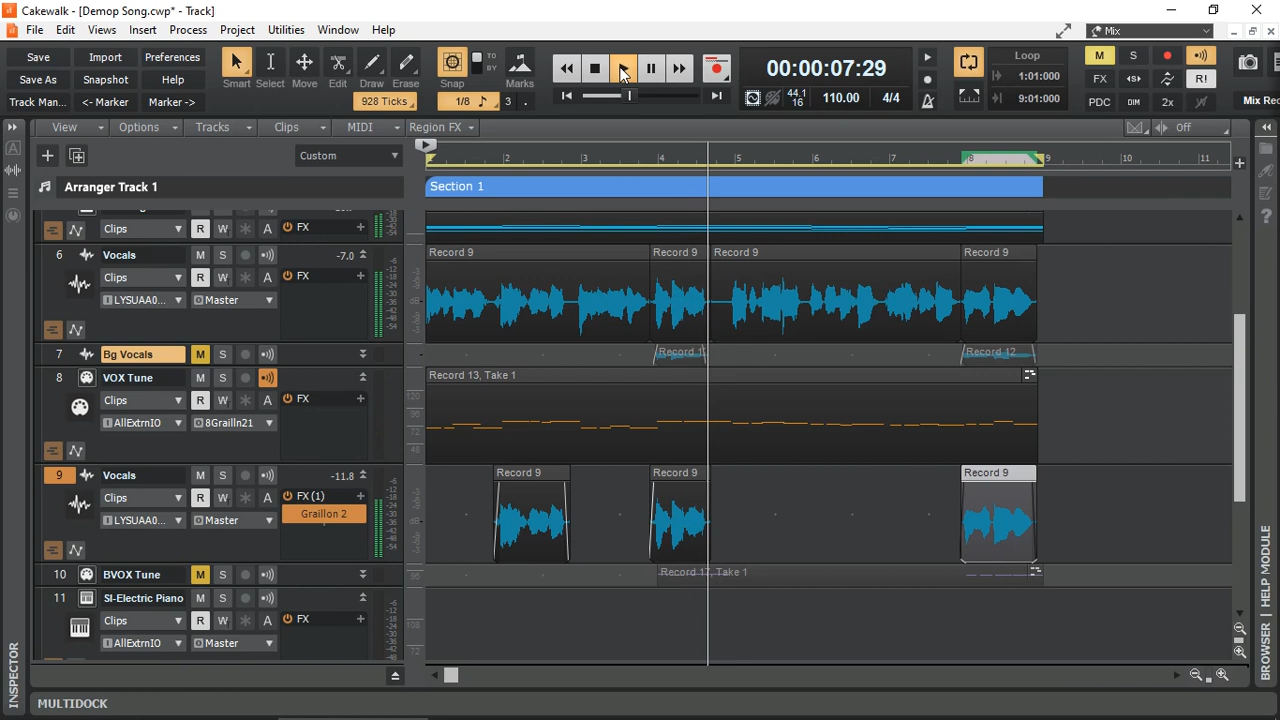 Cakewalk - [Demop Song.cwp* - Track]
File Edit Views Insert Process Project Utilities Window Help
Mix
Save Import Preferences
Save As Snapshot Help
Track Man... <- Marker Marker ->
Smart Select Move Edit Draw Erase
928 Ticks
Snap TO BY Marks
1/8 3 .
00:00:07:29
44.1 16 110.00 4/4
Loop
1:01:000
9:01:000
M S
FX R!
PDC DIM 2x
Mix Rec
View Options Tracks Clips MIDI Region FX Off
Custom
2 3 4 5 6 7 8 9 10 11
Arranger Track 1
Section 1
Clips R W A FX
6 Vocals M S -7.0
Record 9 Record 9 Record 9 Record 9
Clips R W A FX
LYSUAA0... Master
7 Bg Vocals M S
Record 12
8 VOX Tune M S
Record 13, Take 1
Clips R W A FX
AllExtrnIO 8GrailIn21
9 Vocals M S -11.8
Record 9 Record 9 Record 9
Clips R W A FX (1)
Graillon 2
LYSUAA0... Master
10 BVOX Tune M S
Record 17, Take 1
11 SI-Electric Piano M S
Clips R W A FX
AllExtrnIO Master
INSPECTOR
BROWSER | HELP MODULE
MULTIDOCK